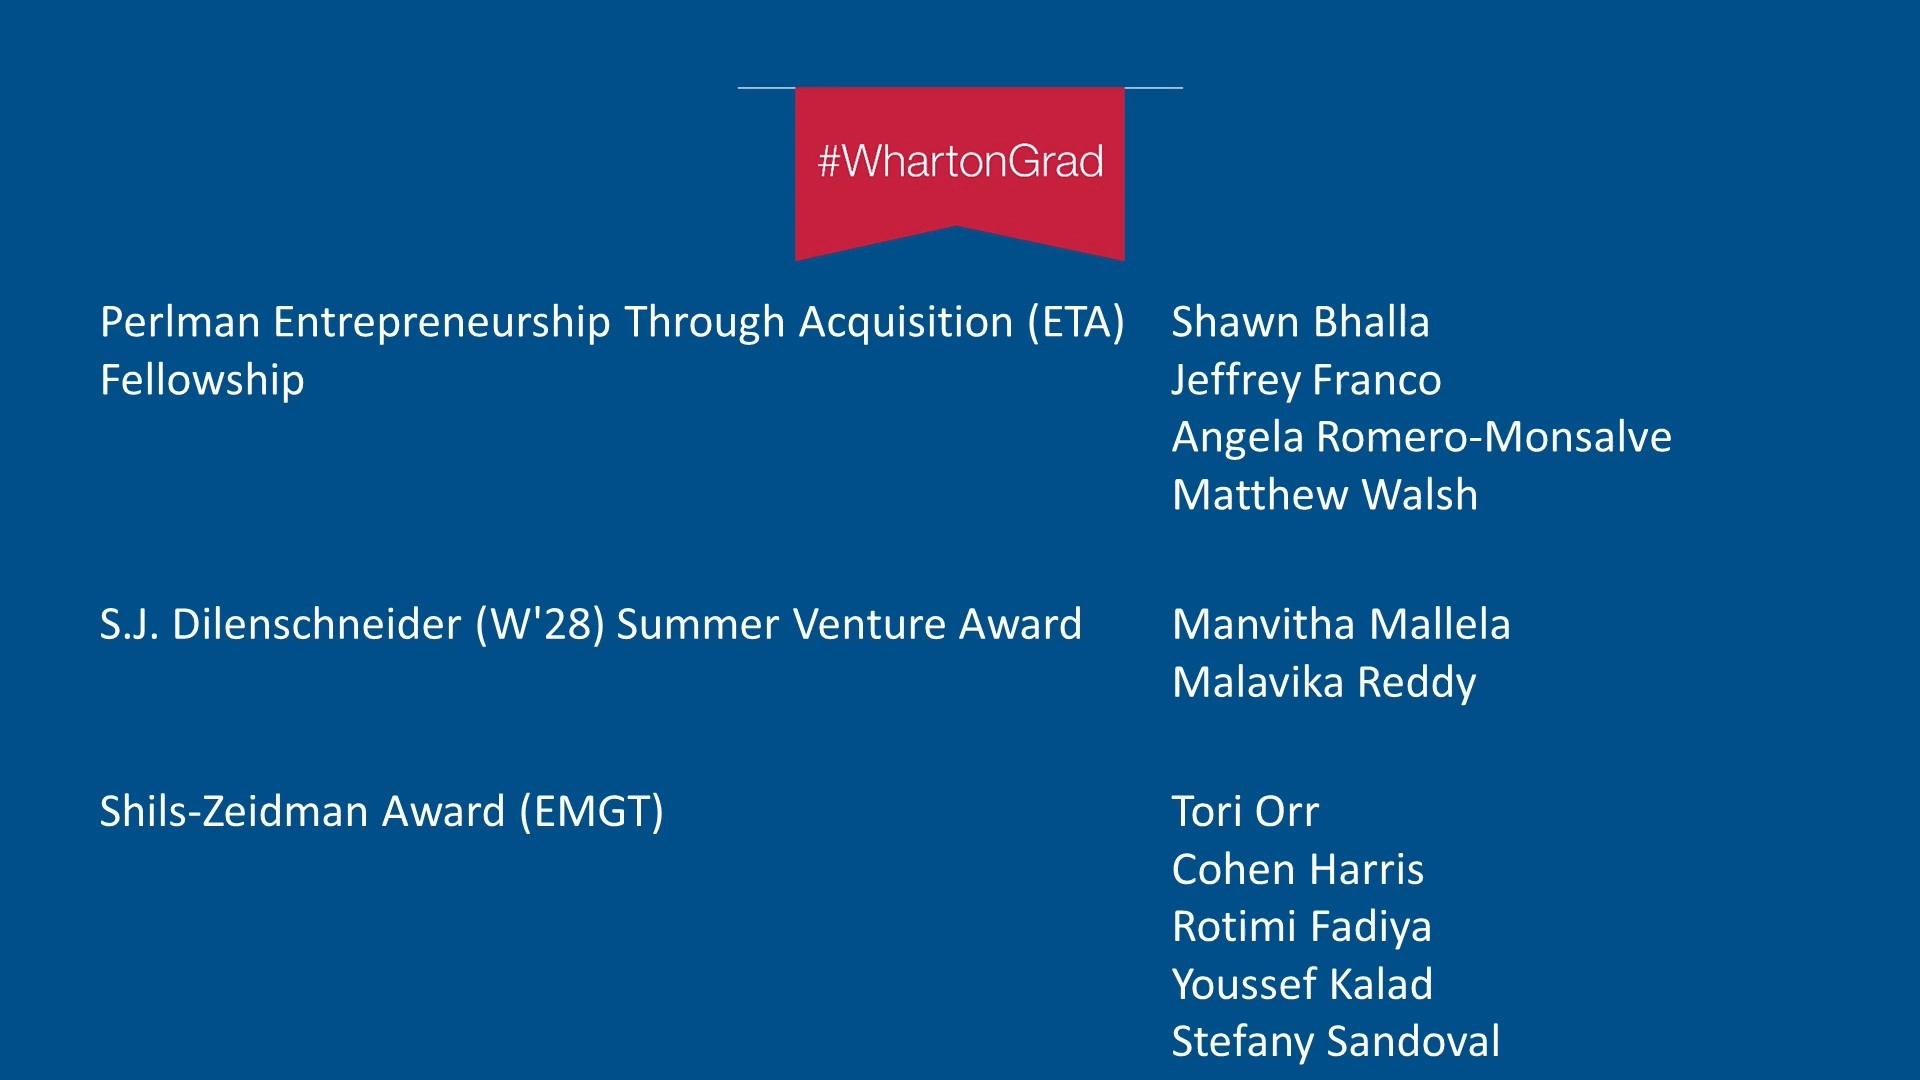 #WhartonGrad
Perlman Entrepreneurship Through Acquisition (ETA)
Fellowship
Shawn Bhalla
Jeffrey Franco
Angela Romero-Monsalve
Matthew Walsh
S.J. Dilenschneider (W'28) Summer Venture Award
Manvitha Mallela
Malavika Reddy
Shils-Zeidman Award (EMGT)
Tori Orr
Cohen Harris
Rotimi Fadiya
Youssef Kalad
Stefany Sandoval